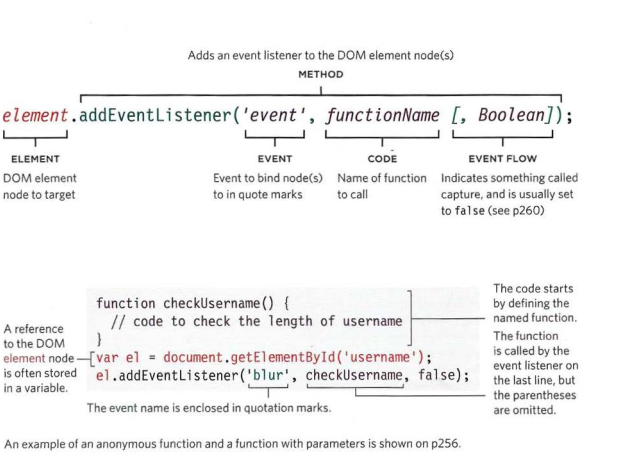 Adds an event listener to the DOM element node(s)
METHOD
element.addEventListener('event', functionName [, Boolean]);
ELEMENT
DOM element
node to target
EVENT
Event to bind node(s)
to in quote marks
CODE
Name of function
to call
EVENT FLOW
Indicates something called
capture, and is usually set
to false (see p260)
A reference
to the DOM
element node
is often stored
in a variable.
function checkUsername() {
// code to check the length of username
}
var el = document.getElementById('username');
el.addEventListener('blur', checkUsername, false);
The event name is enclosed in quotation marks.
The code starts
by defining the
named function.
The function
is called by the
event listener on
the last line, but
the parentheses
are omitted.
An example of an anonymous function and a function with parameters is shown on p256.